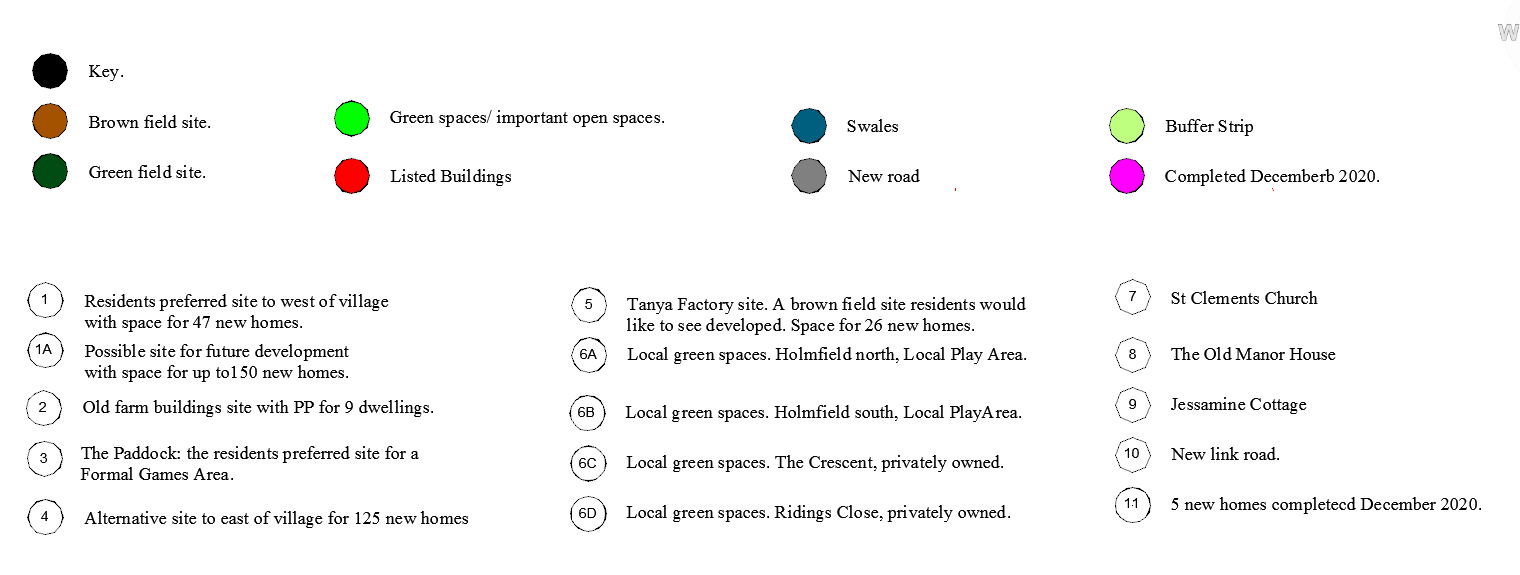 W
Key.
Brown field site.
Green field site.
Green spaces/ important open spaces.
Listed Buildings
Swales
New road
Buffer Strip
Completed Decemberb 2020.
1 Residents preferred site to west of village
with space for 47 new homes.
1A Possible site for future development
with space for up to150 new homes.
2 Old farm buildings site with PP for 9 dwellings.
3 The Paddock: the residents preferred site for a
Formal Games Area.
4 Alternative site to east of village for 125 new homes
5 Tanya Factory site. A brown field site residents would
like to see developed. Space for 26 new homes.
6A Local green spaces. Holmfield north, Local Play Area.
6B Local green spaces. Holmfield south, Local PlayArea.
6C Local green spaces. The Crescent, privately owned.
6D Local green spaces. Ridings Close, privately owned.
7 St Clements Church
8 The Old Manor House
9 Jessamine Cottage
10 New link road.
11 5 new homes completecd December 2020.